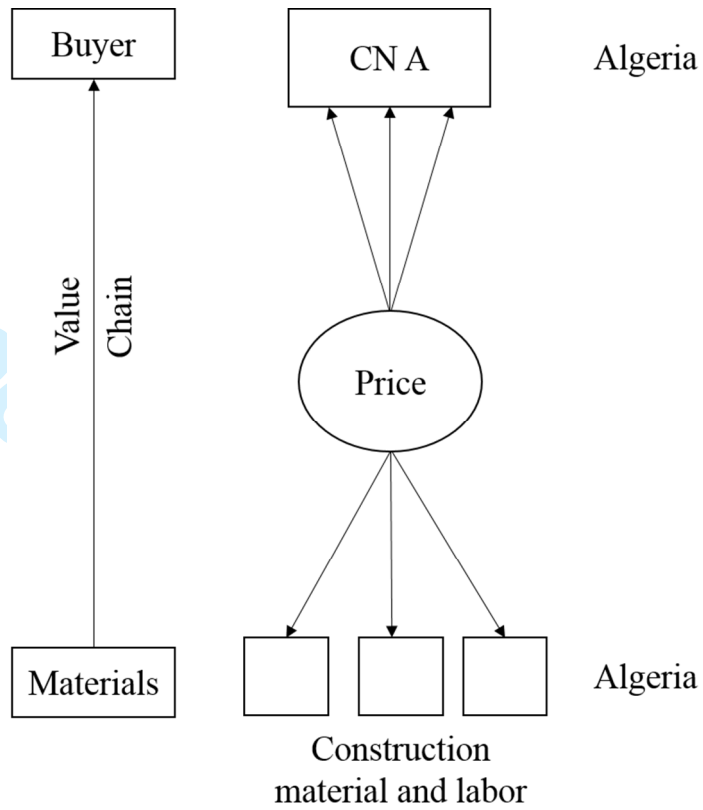 Buyer
CN A
Algeria
Value
Chain
Price
Materials
Algeria
Construction
material and labor